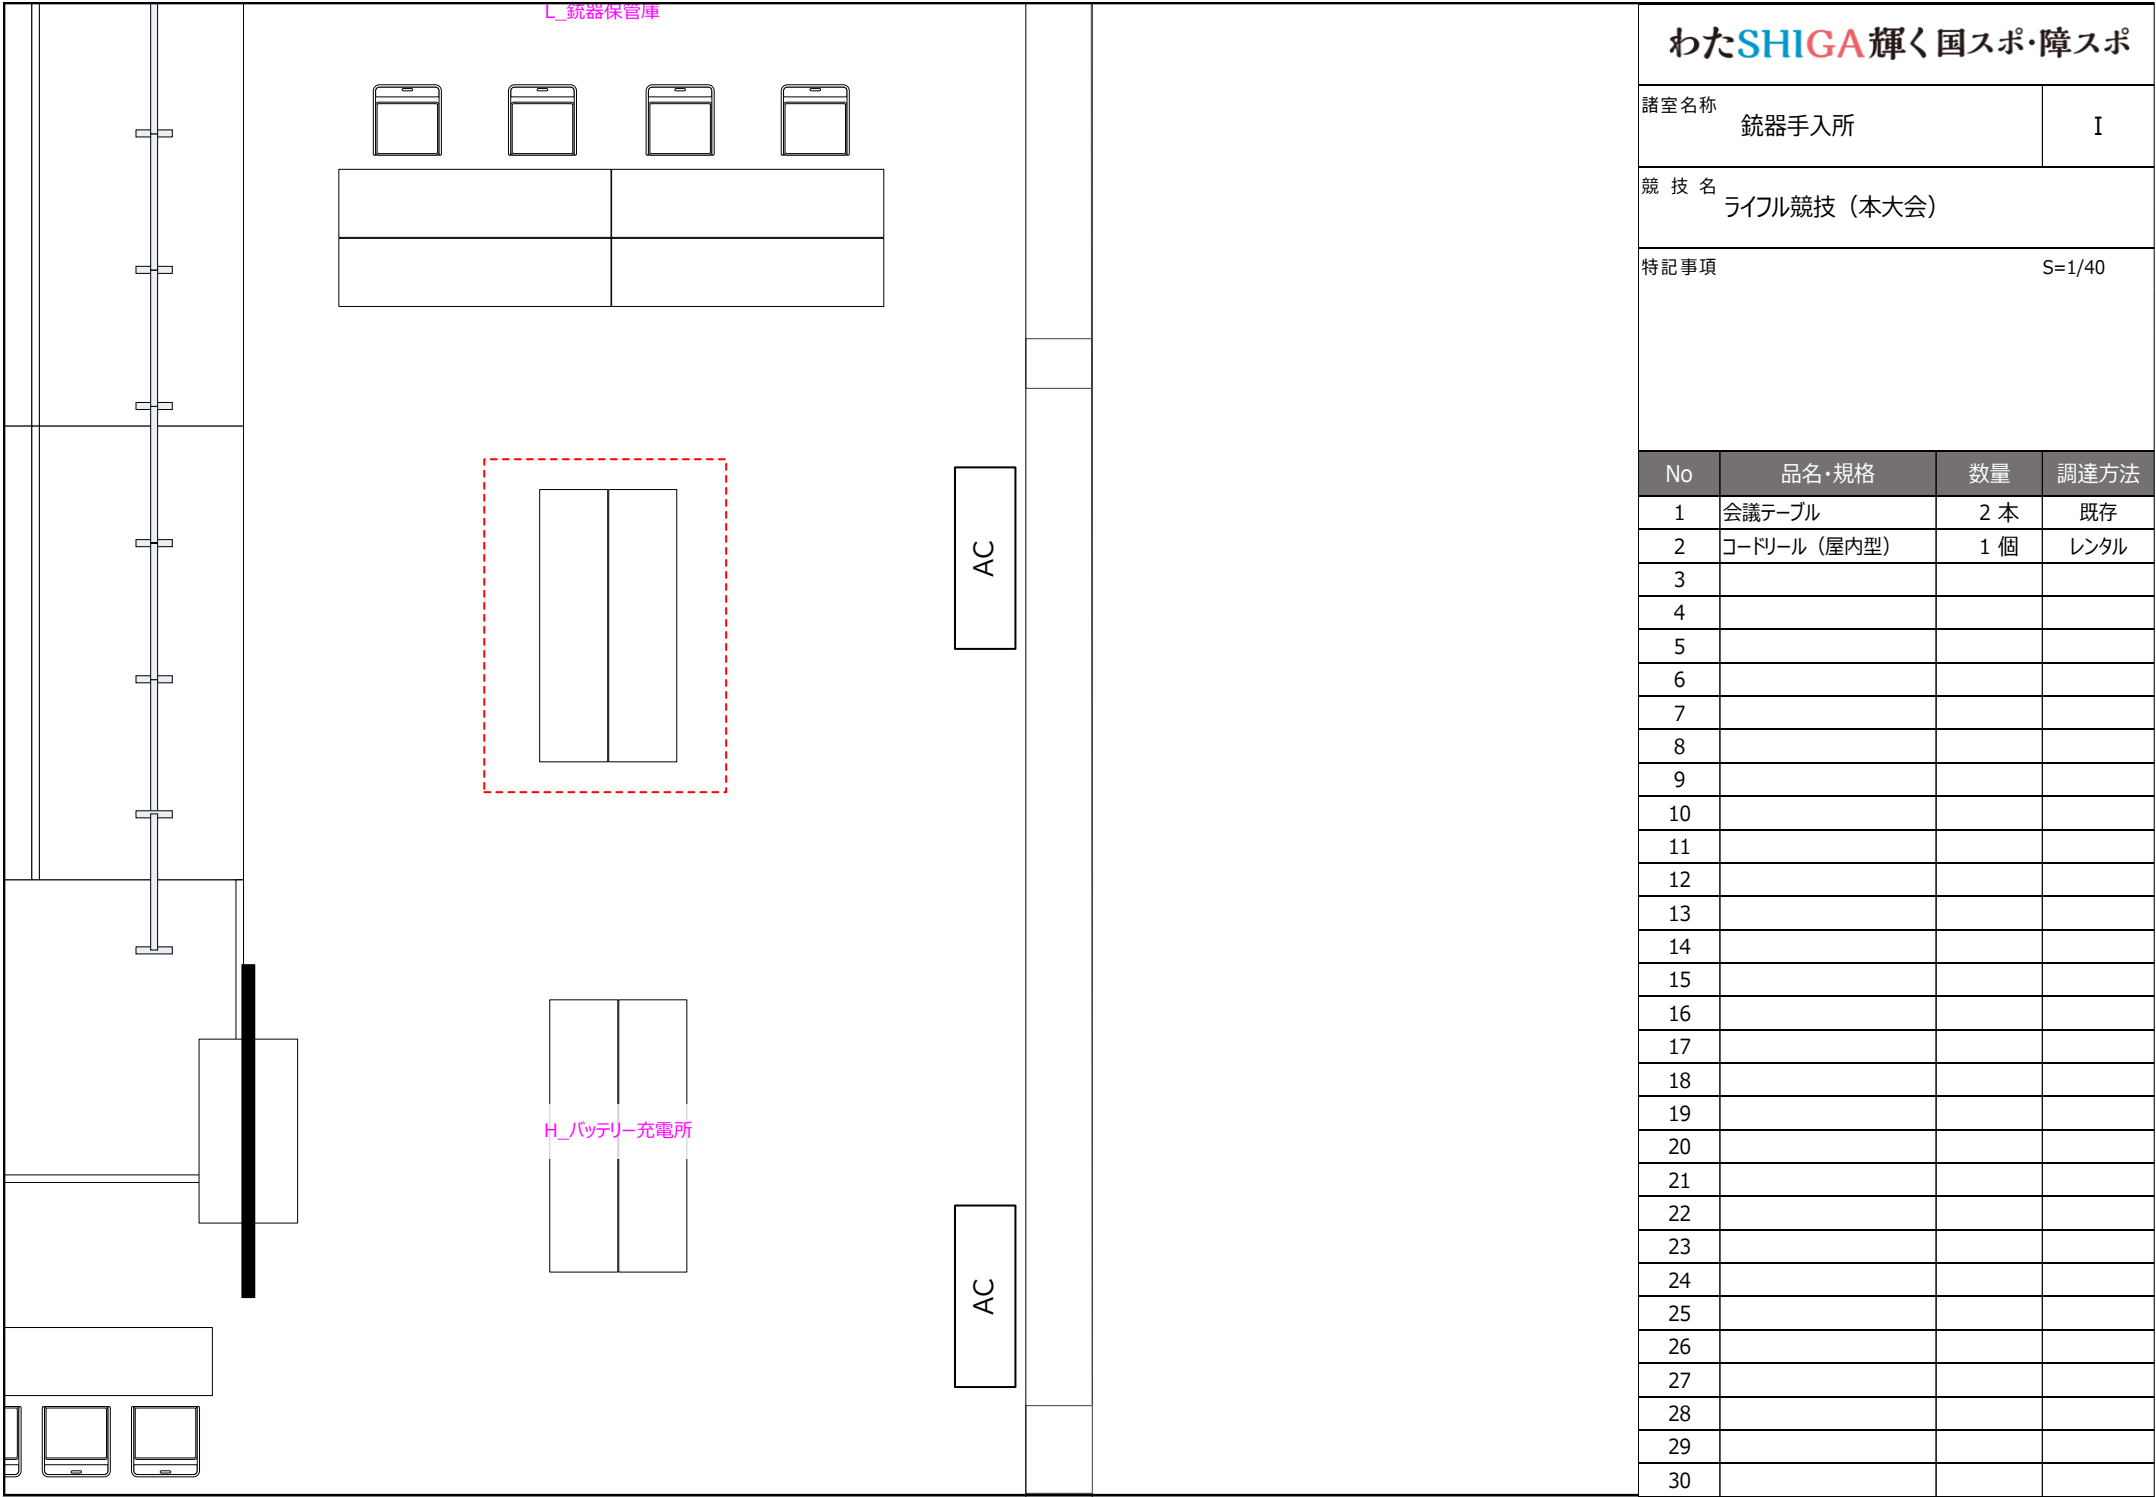 L_銃器保管庫
AC
H_バッテリー充電所
AC
わたSHIGA輝く国スポ・障スポ
諸室名称
銃器手入所
I
競 技 名
ライフル競技（本大会）
特記事項
S=1/40
No 品名・規格 数量 調達方法
1 会議テーブル 2 本 既存
2 コードリール（屋内型） 1 個 レンタル
3
4
5
6
7
8
9
10
11
12
13
14
15
16
17
18
19
20
21
22
23
24
25
26
27
28
29
30